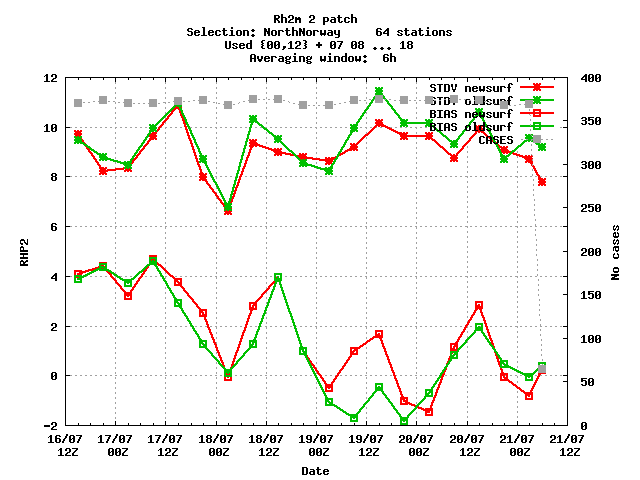 Rh2m 2 patch
Selection: NorthNorway 64 stations
Used {00,12} + 07 08 ... 18
Averaging window: 6h
STDV newsurf
STDV oldsurf
BIAS newsurf
BIAS oldsurf
CASES
12
10
8
6
4
2
0
-2
RHP2
400
350
300
250
200
150
100
50
0
No cases
16/07 17/07 17/07 18/07 18/07 19/07 19/07 20/07 20/07 21/07 21/07
12Z 00Z 12Z 00Z 12Z 00Z 12Z 00Z 12Z 00Z 12Z
Date